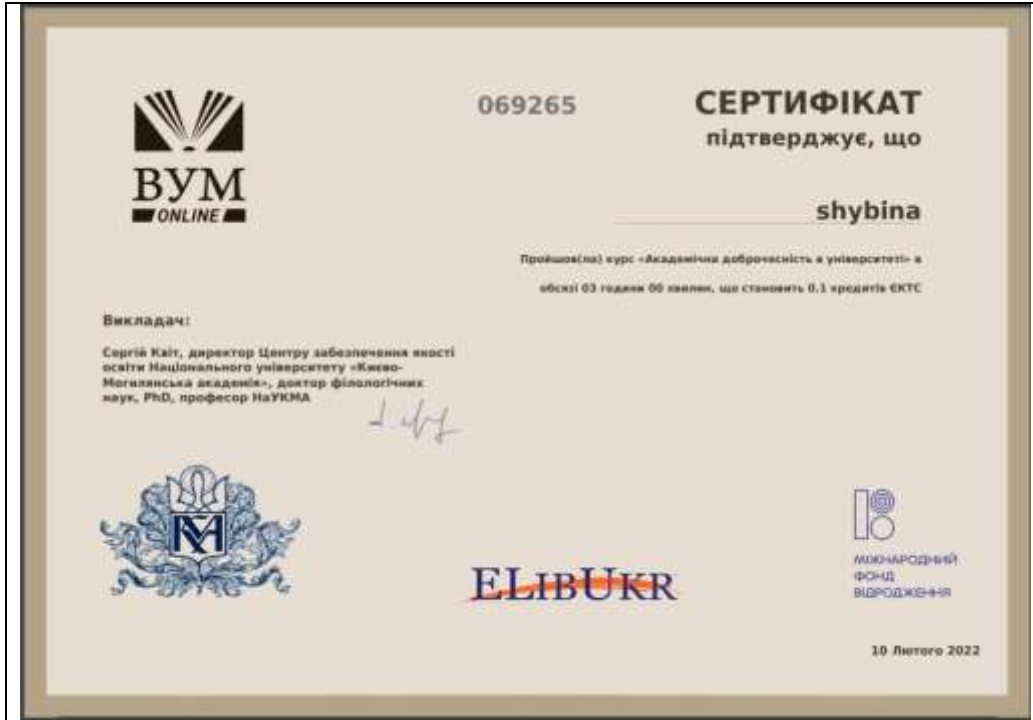 ВУМ
ONLINE
069265
СЕРТИФІКАТ
підтверджує, що
shybina
Пройшов(ла) курс «Академічна доброчесність в університеті» в
обсязі 03 години 00 хвилин, що становить 0.1 кредитів ЄКТС
Викладач:
Сергій Квіт, директор Центру забезпечення якості
освіти Національного університету «Києво-
Могилянська академія», доктор філологічних
наук, PhD, професор НаУКМА
ELIBUKR
МІЖНАРОДНИЙ
ФОНД
ВІДРОДЖЕННЯ
10 Лютого 2022